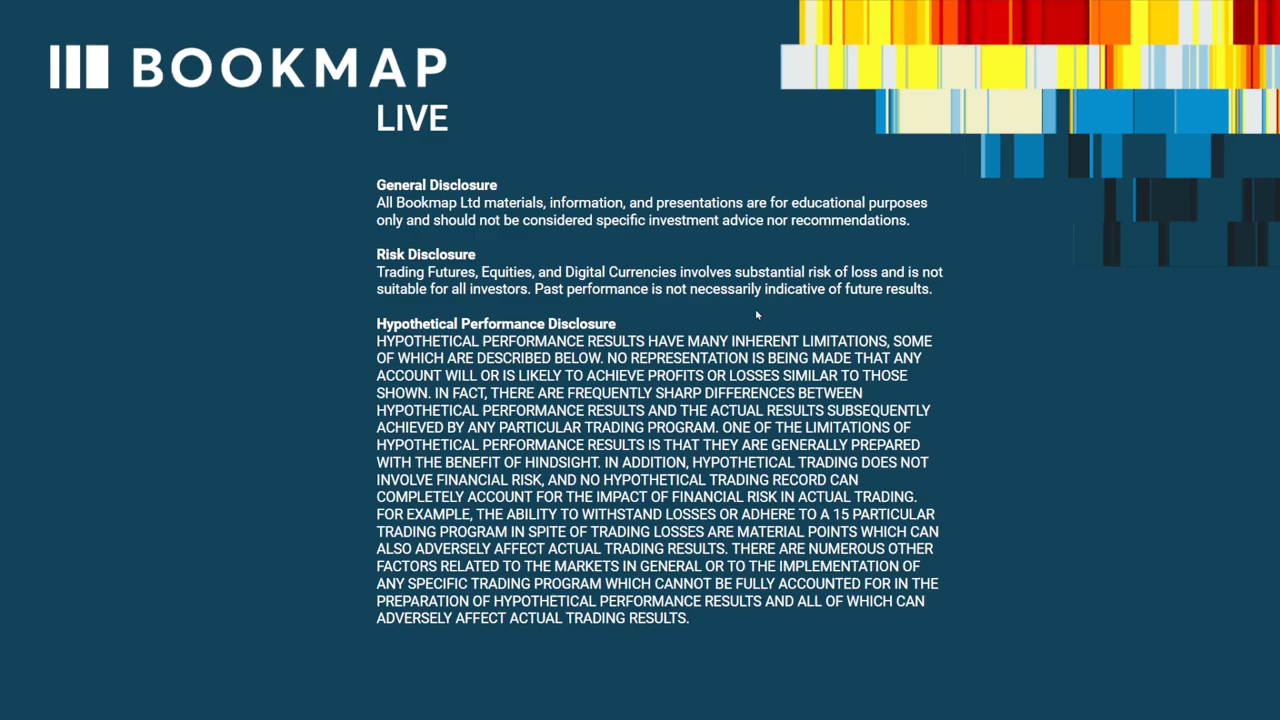 BOOKMAP
LIVE
General Disclosure
All Bookmap Ltd materials, information, and presentations are for educational purposes
only and should not be considered specific investment advice nor recommendations.
Risk Disclosure
Trading Futures, Equities, and Digital Currencies involves substantial risk of loss and is not
suitable for all investors. Past performance is not necessarily indicative of future results.
Hypothetical Performance Disclosure
HYPOTHETICAL PERFORMANCE RESULTS HAVE MANY INHERENT LIMITATIONS, SOME
OF WHICH ARE DESCRIBED BELOW. NO REPRESENTATION IS BEING MADE THAT ANY
ACCOUNT WILL OR IS LIKELY TO ACHIEVE PROFITS OR LOSSES SIMILAR TO THOSE
SHOWN. IN FACT, THERE ARE FREQUENTLY SHARP DIFFERENCES BETWEEN
HYPOTHETICAL PERFORMANCE RESULTS AND THE ACTUAL RESULTS SUBSEQUENTLY
ACHIEVED BY ANY PARTICULAR TRADING PROGRAM. ONE OF THE LIMITATIONS OF
HYPOTHETICAL PERFORMANCE RESULTS IS THAT THEY ARE GENERALLY PREPARED
WITH THE BENEFIT OF HINDSIGHT. IN ADDITION, HYPOTHETICAL TRADING DOES NOT
INVOLVE FINANCIAL RISK, AND NO HYPOTHETICAL TRADING RECORD CAN
COMPLETELY ACCOUNT FOR THE IMPACT OF FINANCIAL RISK IN ACTUAL TRADING.
FOR EXAMPLE, THE ABILITY TO WITHSTAND LOSSES OR ADHERE TO A 15 PARTICULAR
TRADING PROGRAM IN SPITE OF TRADING LOSSES ARE MATERIAL POINTS WHICH CAN
ALSO ADVERSELY AFFECT ACTUAL TRADING RESULTS. THERE ARE NUMEROUS OTHER
FACTORS RELATED TO THE MARKETS IN GENERAL OR TO THE IMPLEMENTATION OF
ANY SPECIFIC TRADING PROGRAM WHICH CANNOT BE FULLY ACCOUNTED FOR IN THE
PREPARATION OF HYPOTHETICAL PERFORMANCE RESULTS AND ALL OF WHICH CAN
ADVERSELY AFFECT ACTUAL TRADING RESULTS.